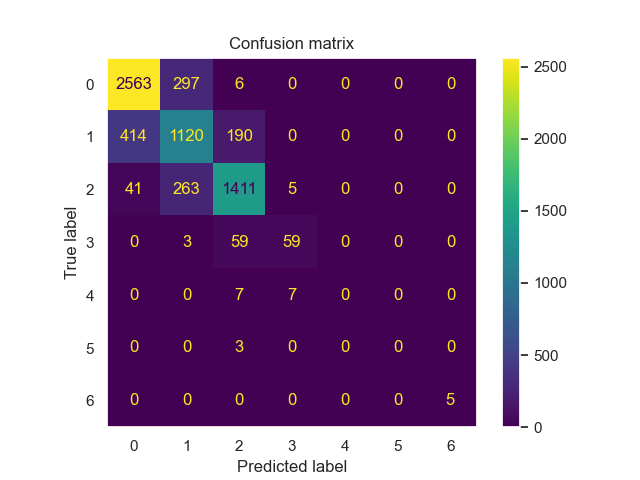 Confusion matrix
0 2563 297 6 0 0 0 0
1 414 1120 190 0 0 0 0
2 41 263 1411 5 0 0 0
3 0 3 59 59 0 0 0
4 0 0 7 7 0 0 0
5 0 0 3 0 0 0 0
6 0 0 0 0 0 0 5
0 1 2 3 4 5 6
Predicted label
True label
2500
2000
1500
1000
500
0